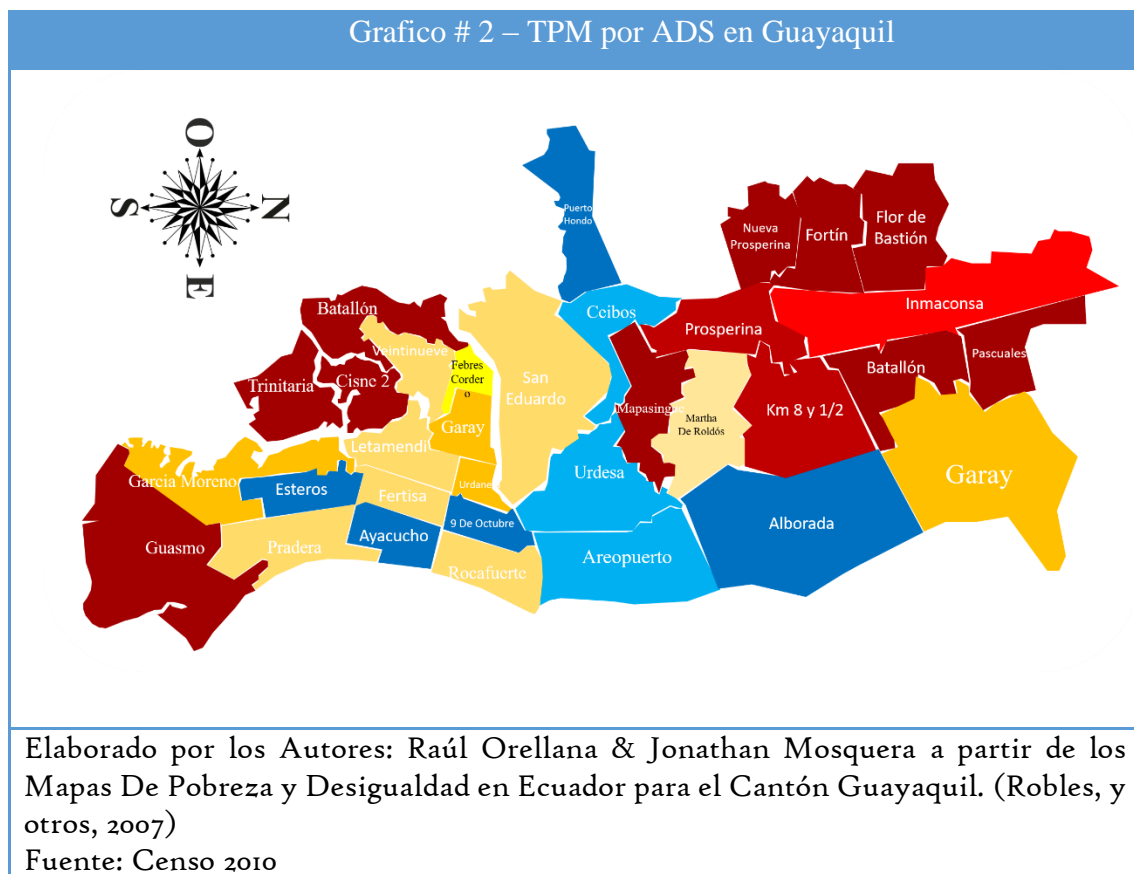 Grafico # 2 – TPM por ADS en Guayaquil
O
S
N
E
Puerto
Hondo
Nueva
Prosperina
Fortín
Flor de
Bastión
Inmaconsa
Ceibos
Prosperina
Batallón
Pascuales
Batallón
Veintinueve
Febres
Corder
o
San
Eduardo
Trinitaria
Cisne 2
Mapasingue
Martha
De Roldós
Km 8 y 1/2
Garay
Letamendi
Urdesa
Garay
García Moreno
Esteros
Fertisa
Urdane
Alborada
9 De Octubre
Ayacucho
Guasmo
Pradera
Rocafuerte
Areopuerto
Elaborado por los Autores: Raúl Orellana & Jonathan Mosquera a partir de los
Mapas De Pobreza y Desigualdad en Ecuador para el Cantón Guayaquil. (Robles, y
otros, 2007)
Fuente: Censo 2010